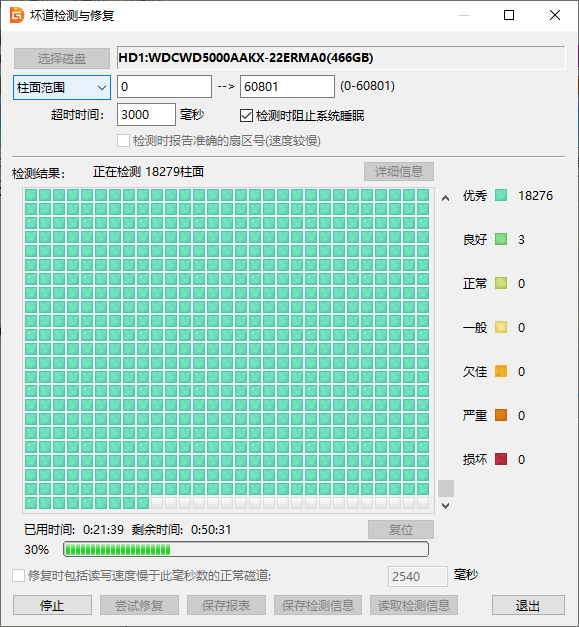 坏道检测与修复
选择磁盘 HD1:WDCWD5000AAKX-22ERMA0(466GB)
柱面范围 0 --> 60801 (0-60801)
超时时间: 3000 毫秒 检测时阻止系统睡眠
检测时报告准确的扇区号(速度较慢)
检测结果: 正在检测 18279柱面 详细信息
优秀 18276
良好 3
正常 0
一般 0
欠佳 0
严重 0
损坏 0
已用时间: 0:21:39 剩余时间: 0:50:31 复位
30%
修复时包括读写速度慢于此毫秒数的正常磁道: 2540 毫秒
停止 尝试修复 保存报表 保存检测信息 读取检测信息 退出